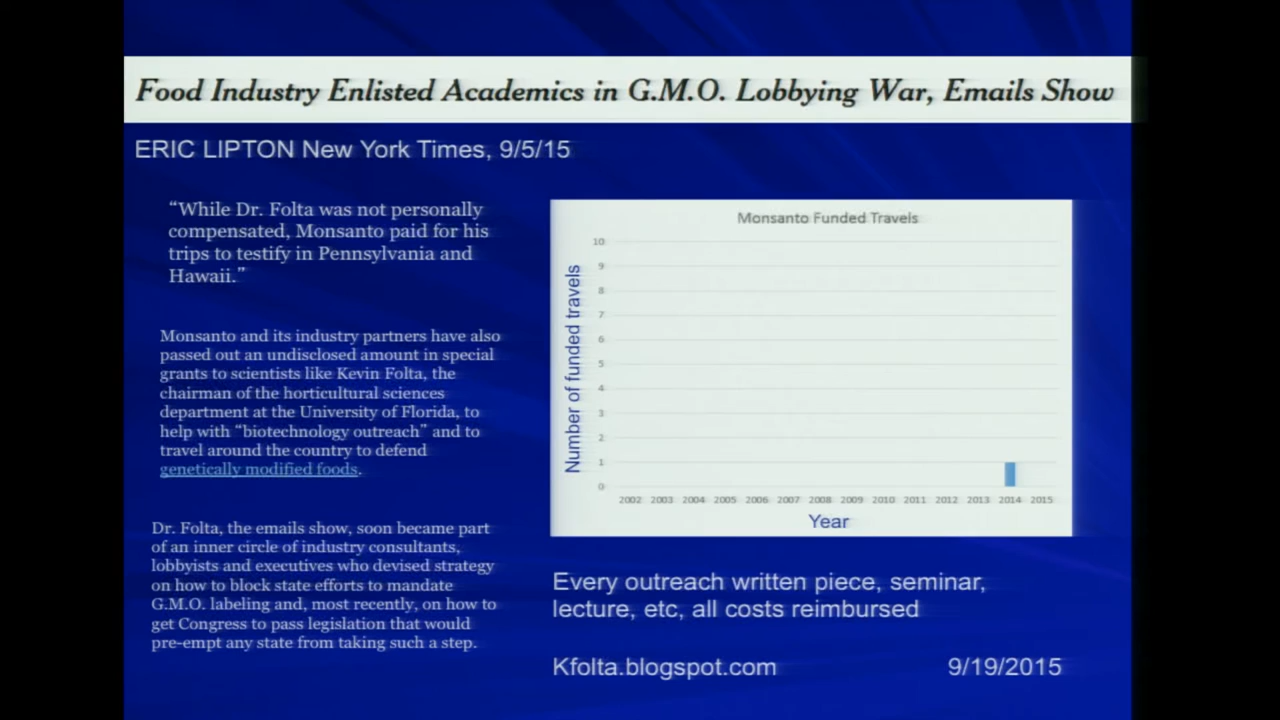 Food Industry Enlisted Academics in G.M.O. Lobbying War, Emails Show
ERIC LIPTON New York Times, 9/5/15
“While Dr. Folta was not personally
compensated, Monsanto paid for his
trips to testify in Pennsylvania and
Hawaii.”
Monsanto and its industry partners have also
passed out an undisclosed amount in special
grants to scientists like Kevin Folta, the
chairman of the horticultural sciences
department at the University of Florida, to
help with “biotechnology outreach” and to
travel around the country to defend
genetically modified foods.
Dr. Folta, the emails show, soon became part
of an inner circle of industry consultants,
lobbyists and executives who devised strategy
on how to block state efforts to mandate
G.M.O. labeling and, most recently, on how to
get Congress to pass legislation that would
pre-empt any state from taking such a step.
Monsanto Funded Travels
Number of funded travels
10
9
8
7
6
5
4
3
2
1
0
2002 2003 2004 2005 2006 2007 2008 2009 2010 2011 2012 2013 2014 2015
Year
Every outreach written piece, seminar,
lecture, etc, all costs reimbursed
Kfolta.blogspot.com 9/19/2015